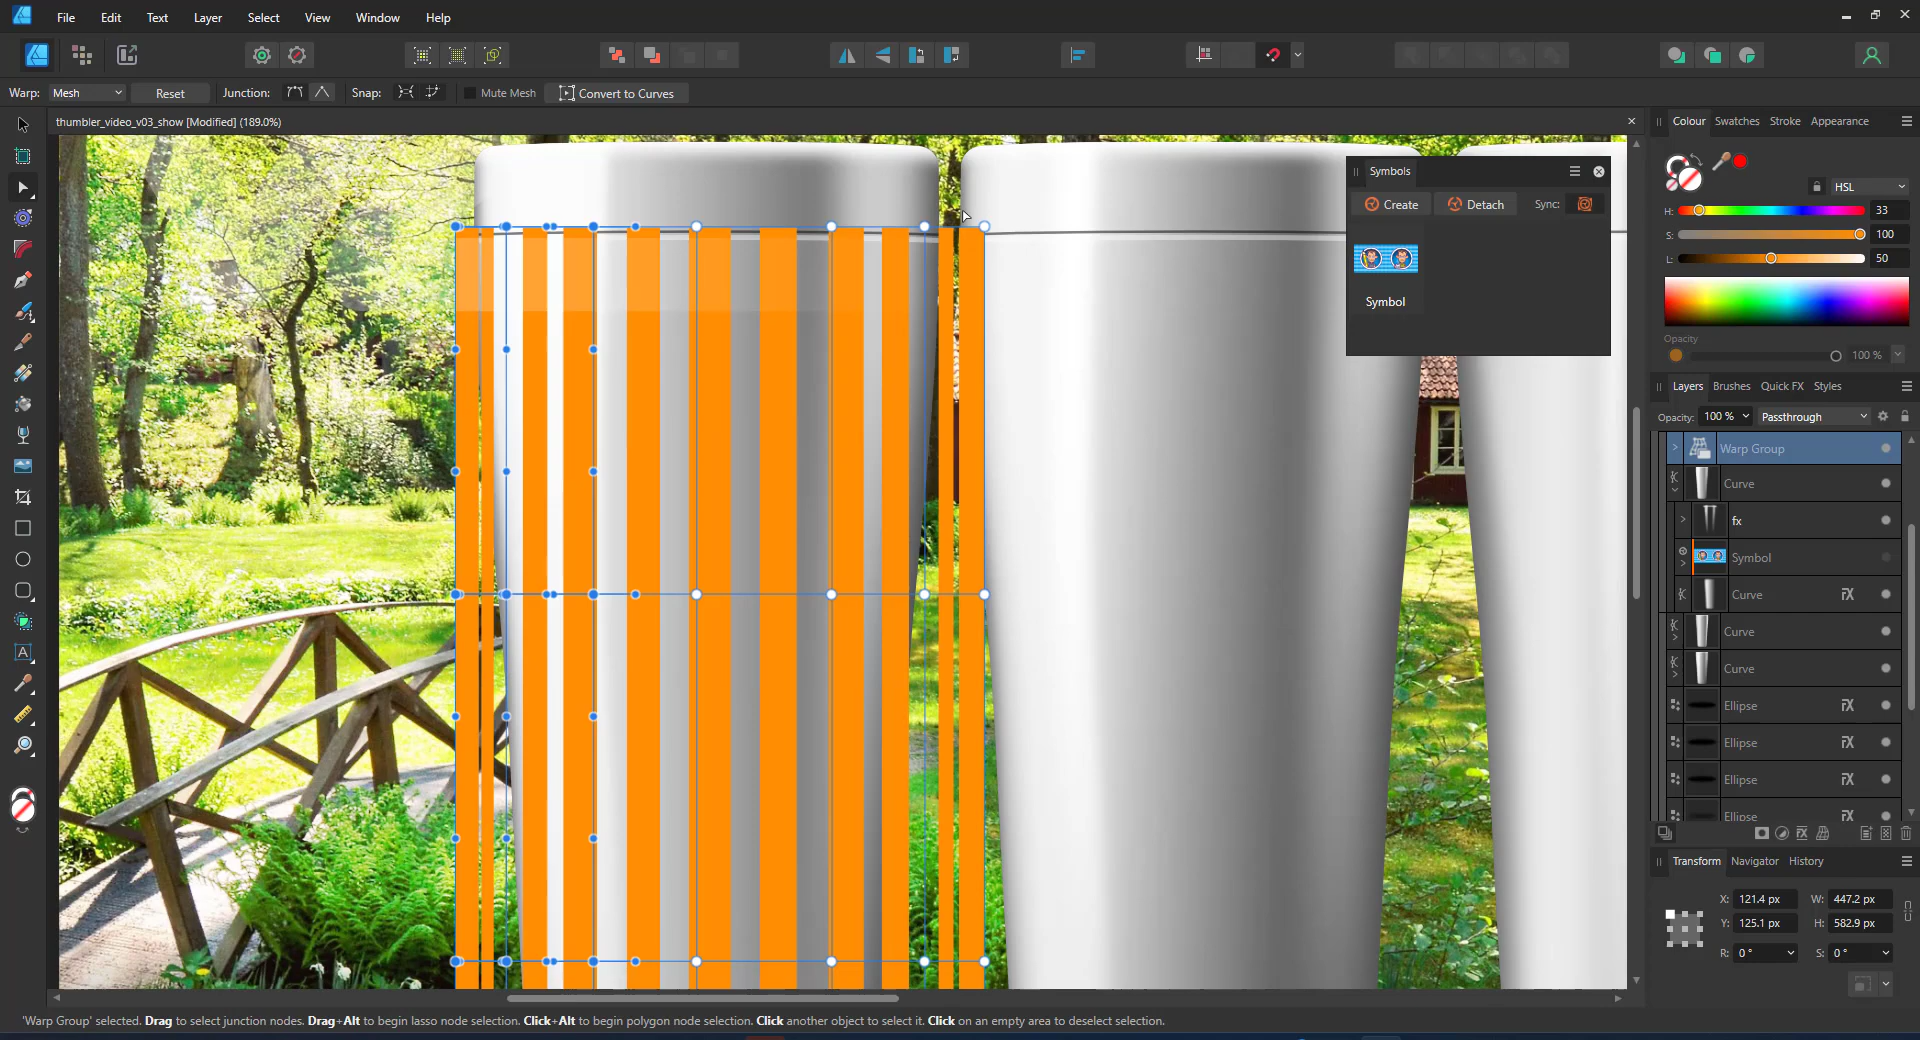 File Edit Text Layer Select View Window Help
Warp: Mesh Reset Junction: Snap: Mute Mesh Convert to Curves
thumbler_video_v03_show [Modified] (189.0%)
Symbols
Create Detach Sync:
Symbol
Colour Swatches Stroke Appearance
HSL
H: 33
S: 100
L: 50
Opacity
100 %
Layers Brushes Quick FX Styles
Opacity: 100 % Passthrough
Warp Group
Curve
fx
Symbol
Curve
Curve
Curve
Ellipse
Ellipse
Ellipse
Ellipse
Transform Navigator History
X: 121.4 px W: 447.2 px
Y: 125.1 px H: 582.9 px
R: 0 ° S: 0 °
'Warp Group' selected. Drag to select junction nodes. Drag+Alt to begin lasso node selection. Click+Alt to begin polygon node selection. Click another object to select it. Click on an empty area to deselect selection.